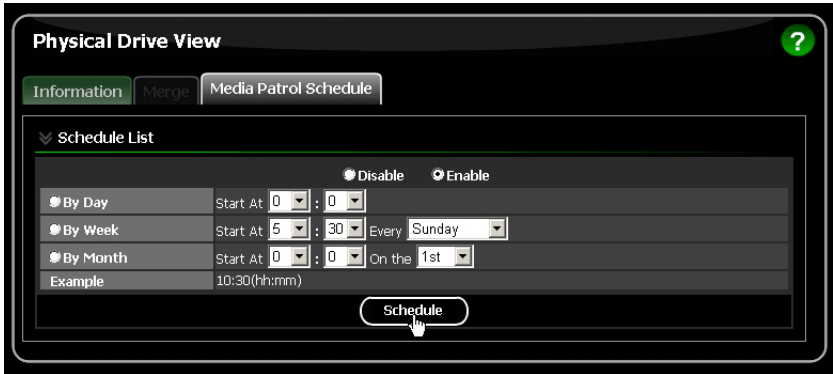 Physical Drive View
?
Information Merge Media Patrol Schedule
Schedule List
Disable Enable
By Day Start At 0 : 0
By Week Start At 5 : 30 Every Sunday
By Month Start At 0 : 0 On the 1st
Example 10:30(hh:mm)
Schedule